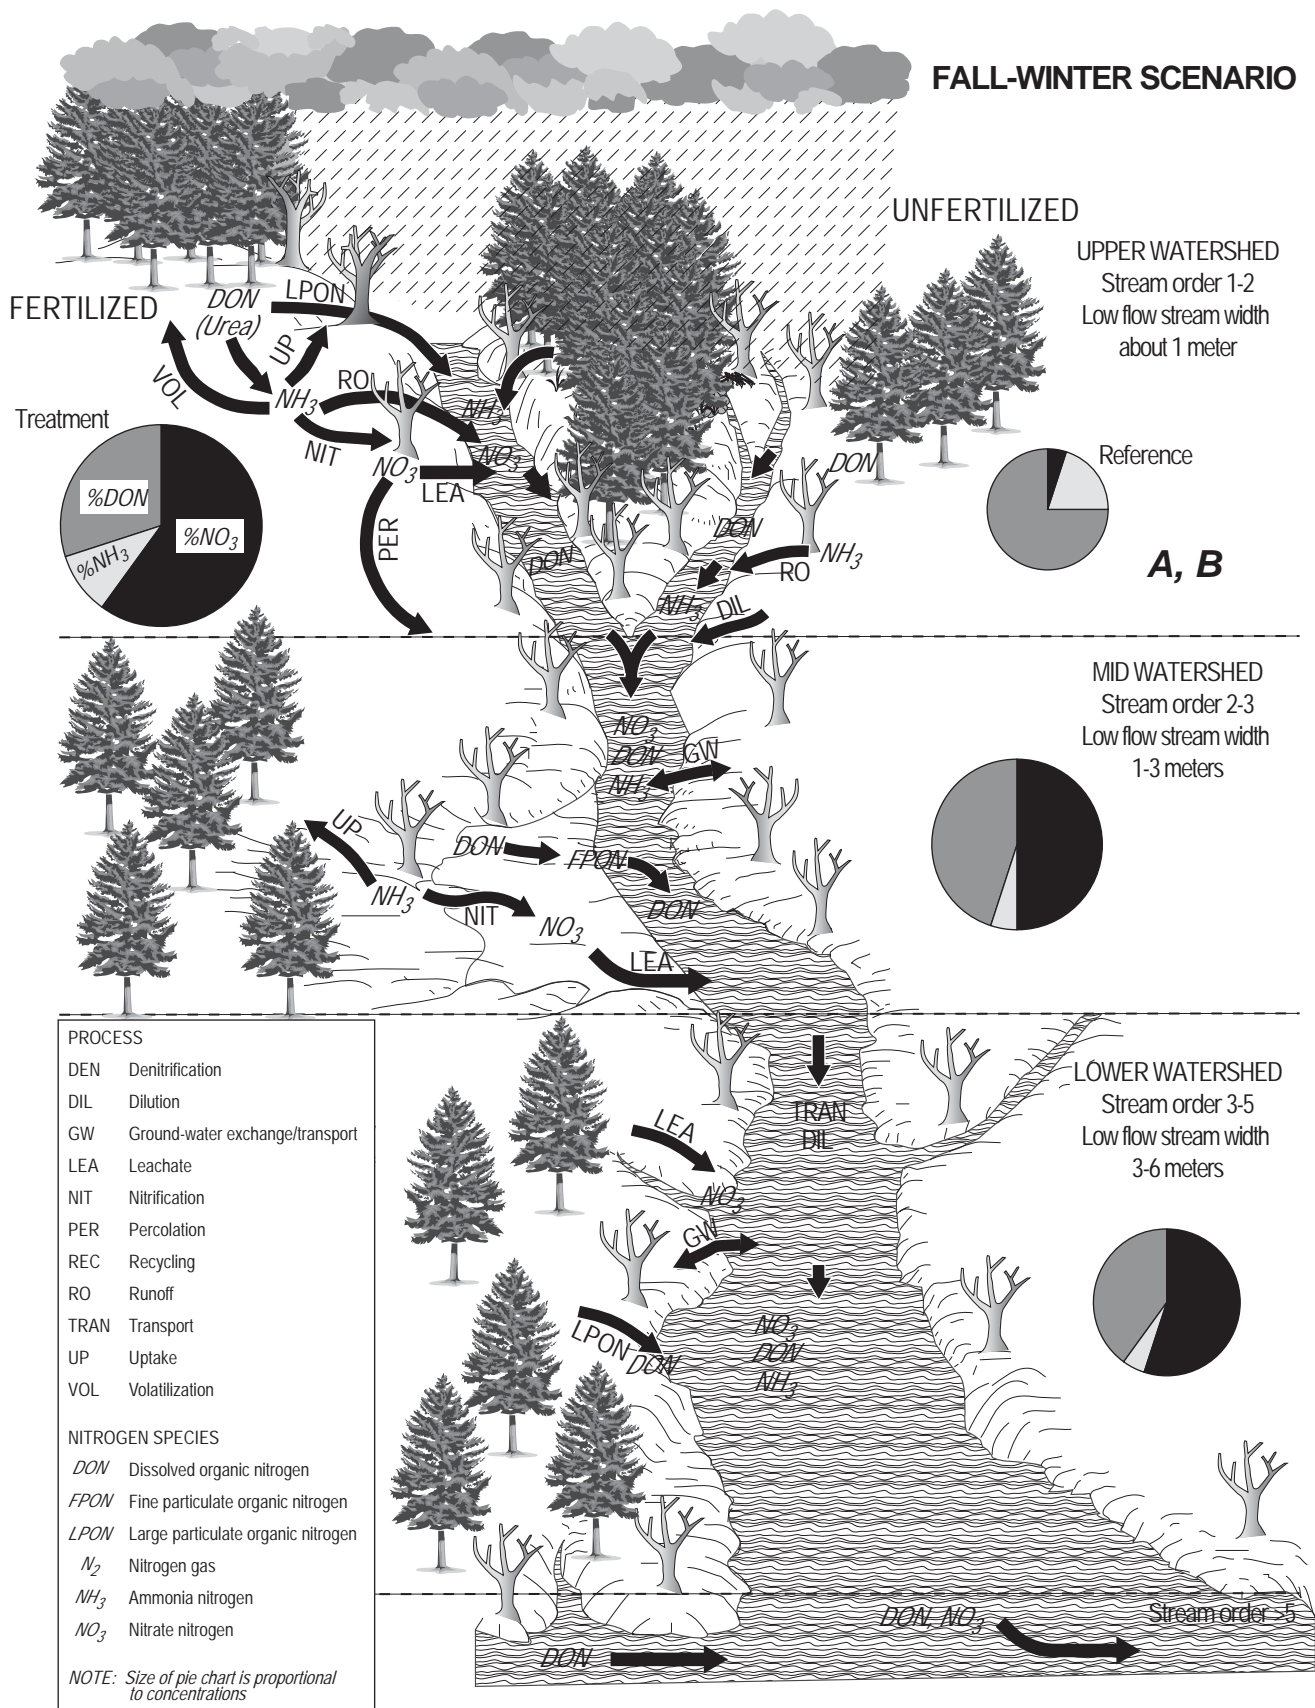 FALL-WINTER SCENARIO
UNFERTILIZED
UPPER WATERSHED
Stream order 1-2
Low flow stream width
about 1 meter
FERTILIZED
DON
(Urea)
LPON
UP
VOL
NH3
RO
NIT
NO3
LEA
PER
NH3
NO3
DON
Treatment
%DON
%NO3
%NH3
DON
Reference
DON
NH3
RO
NH3
DIL
A, B
MID WATERSHED
Stream order 2-3
Low flow stream width
1-3 meters
NO3
DON
NH3
GW
UP
DON
FPON
NH3
NIT
DON
NO3
LEA
LOWER WATERSHED
Stream order 3-5
Low flow stream width
3-6 meters
TRAN
DIL
LEA
NO3
GW
LPON
DON
NO3
DON
NH3
DON, NO3
Stream order >5
DON
PROCESS
DEN Denitrification
DIL Dilution
GW Ground-water exchange/transport
LEA Leachate
NIT Nitrification
PER Percolation
REC Recycling
RO Runoff
TRAN Transport
UP Uptake
VOL Volatilization
NITROGEN SPECIES
DON Dissolved organic nitrogen
FPON Fine particulate organic nitrogen
LPON Large particulate organic nitrogen
N2 Nitrogen gas
NH3 Ammonia nitrogen
NO3 Nitrate nitrogen
NOTE: Size of pie chart is proportional
to concentrations